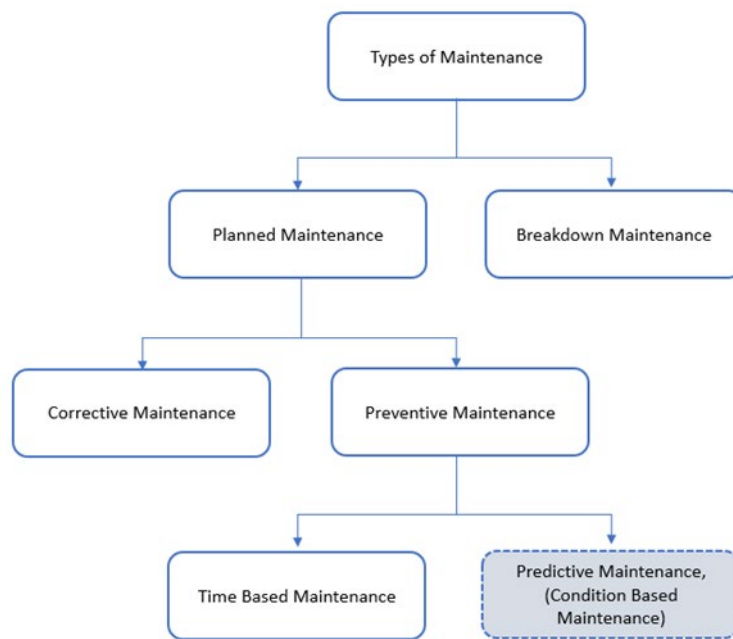 Types of Maintenance
Planned Maintenance
Breakdown Maintenance
Corrective Maintenance
Preventive Maintenance
Time Based Maintenance
Predictive Maintenance,
(Condition Based
Maintenance)